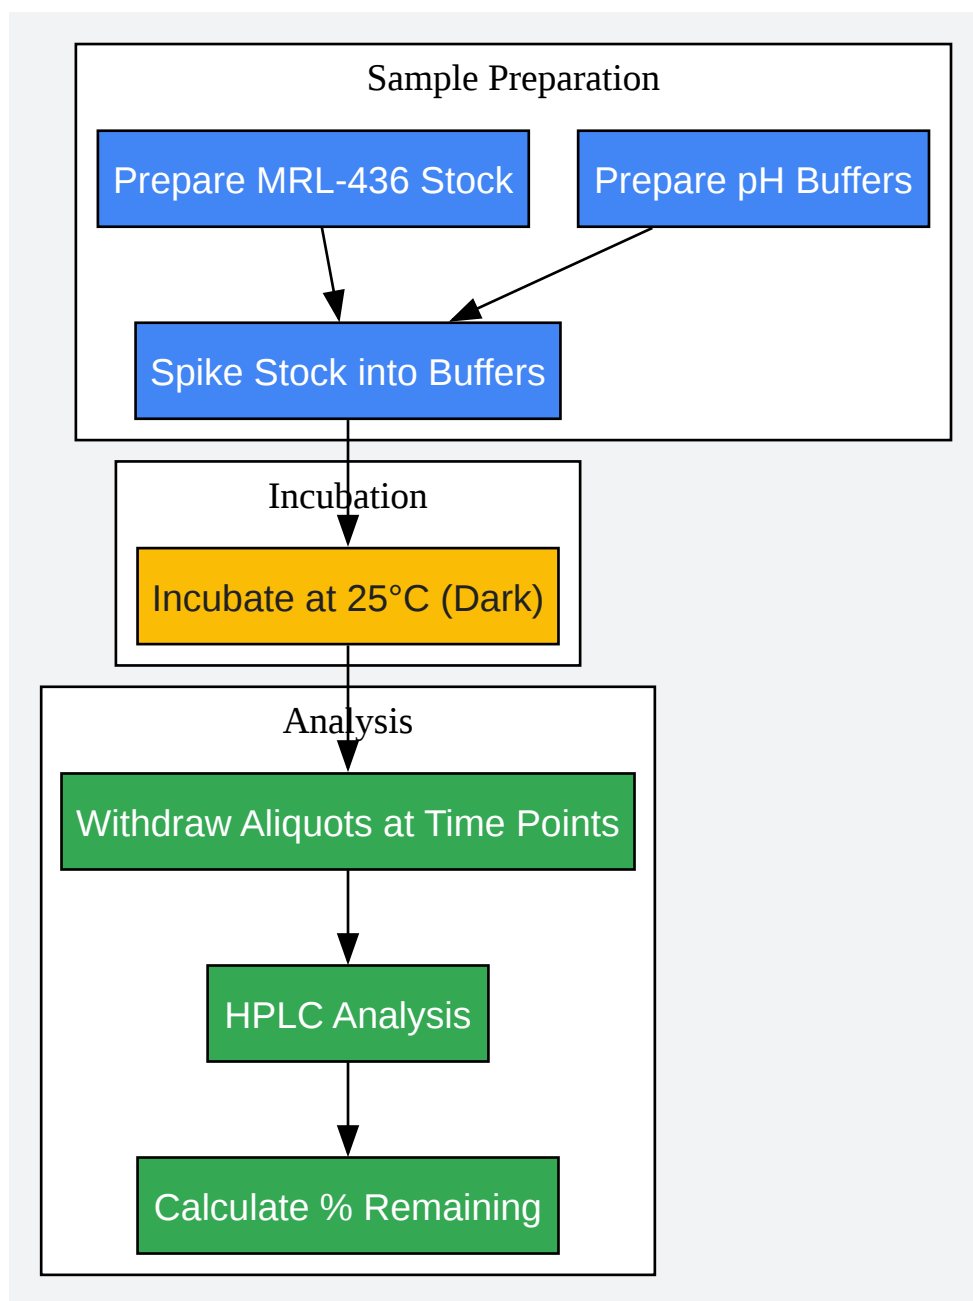 Sample Preparation
Prepare MRL-436 Stock
Prepare pH Buffers
Spike Stock into Buffers
Incubation
Incubate at 25°C (Dark)
Analysis
Withdraw Aliquots at Time Points
HPLC Analysis
Calculate % Remaining